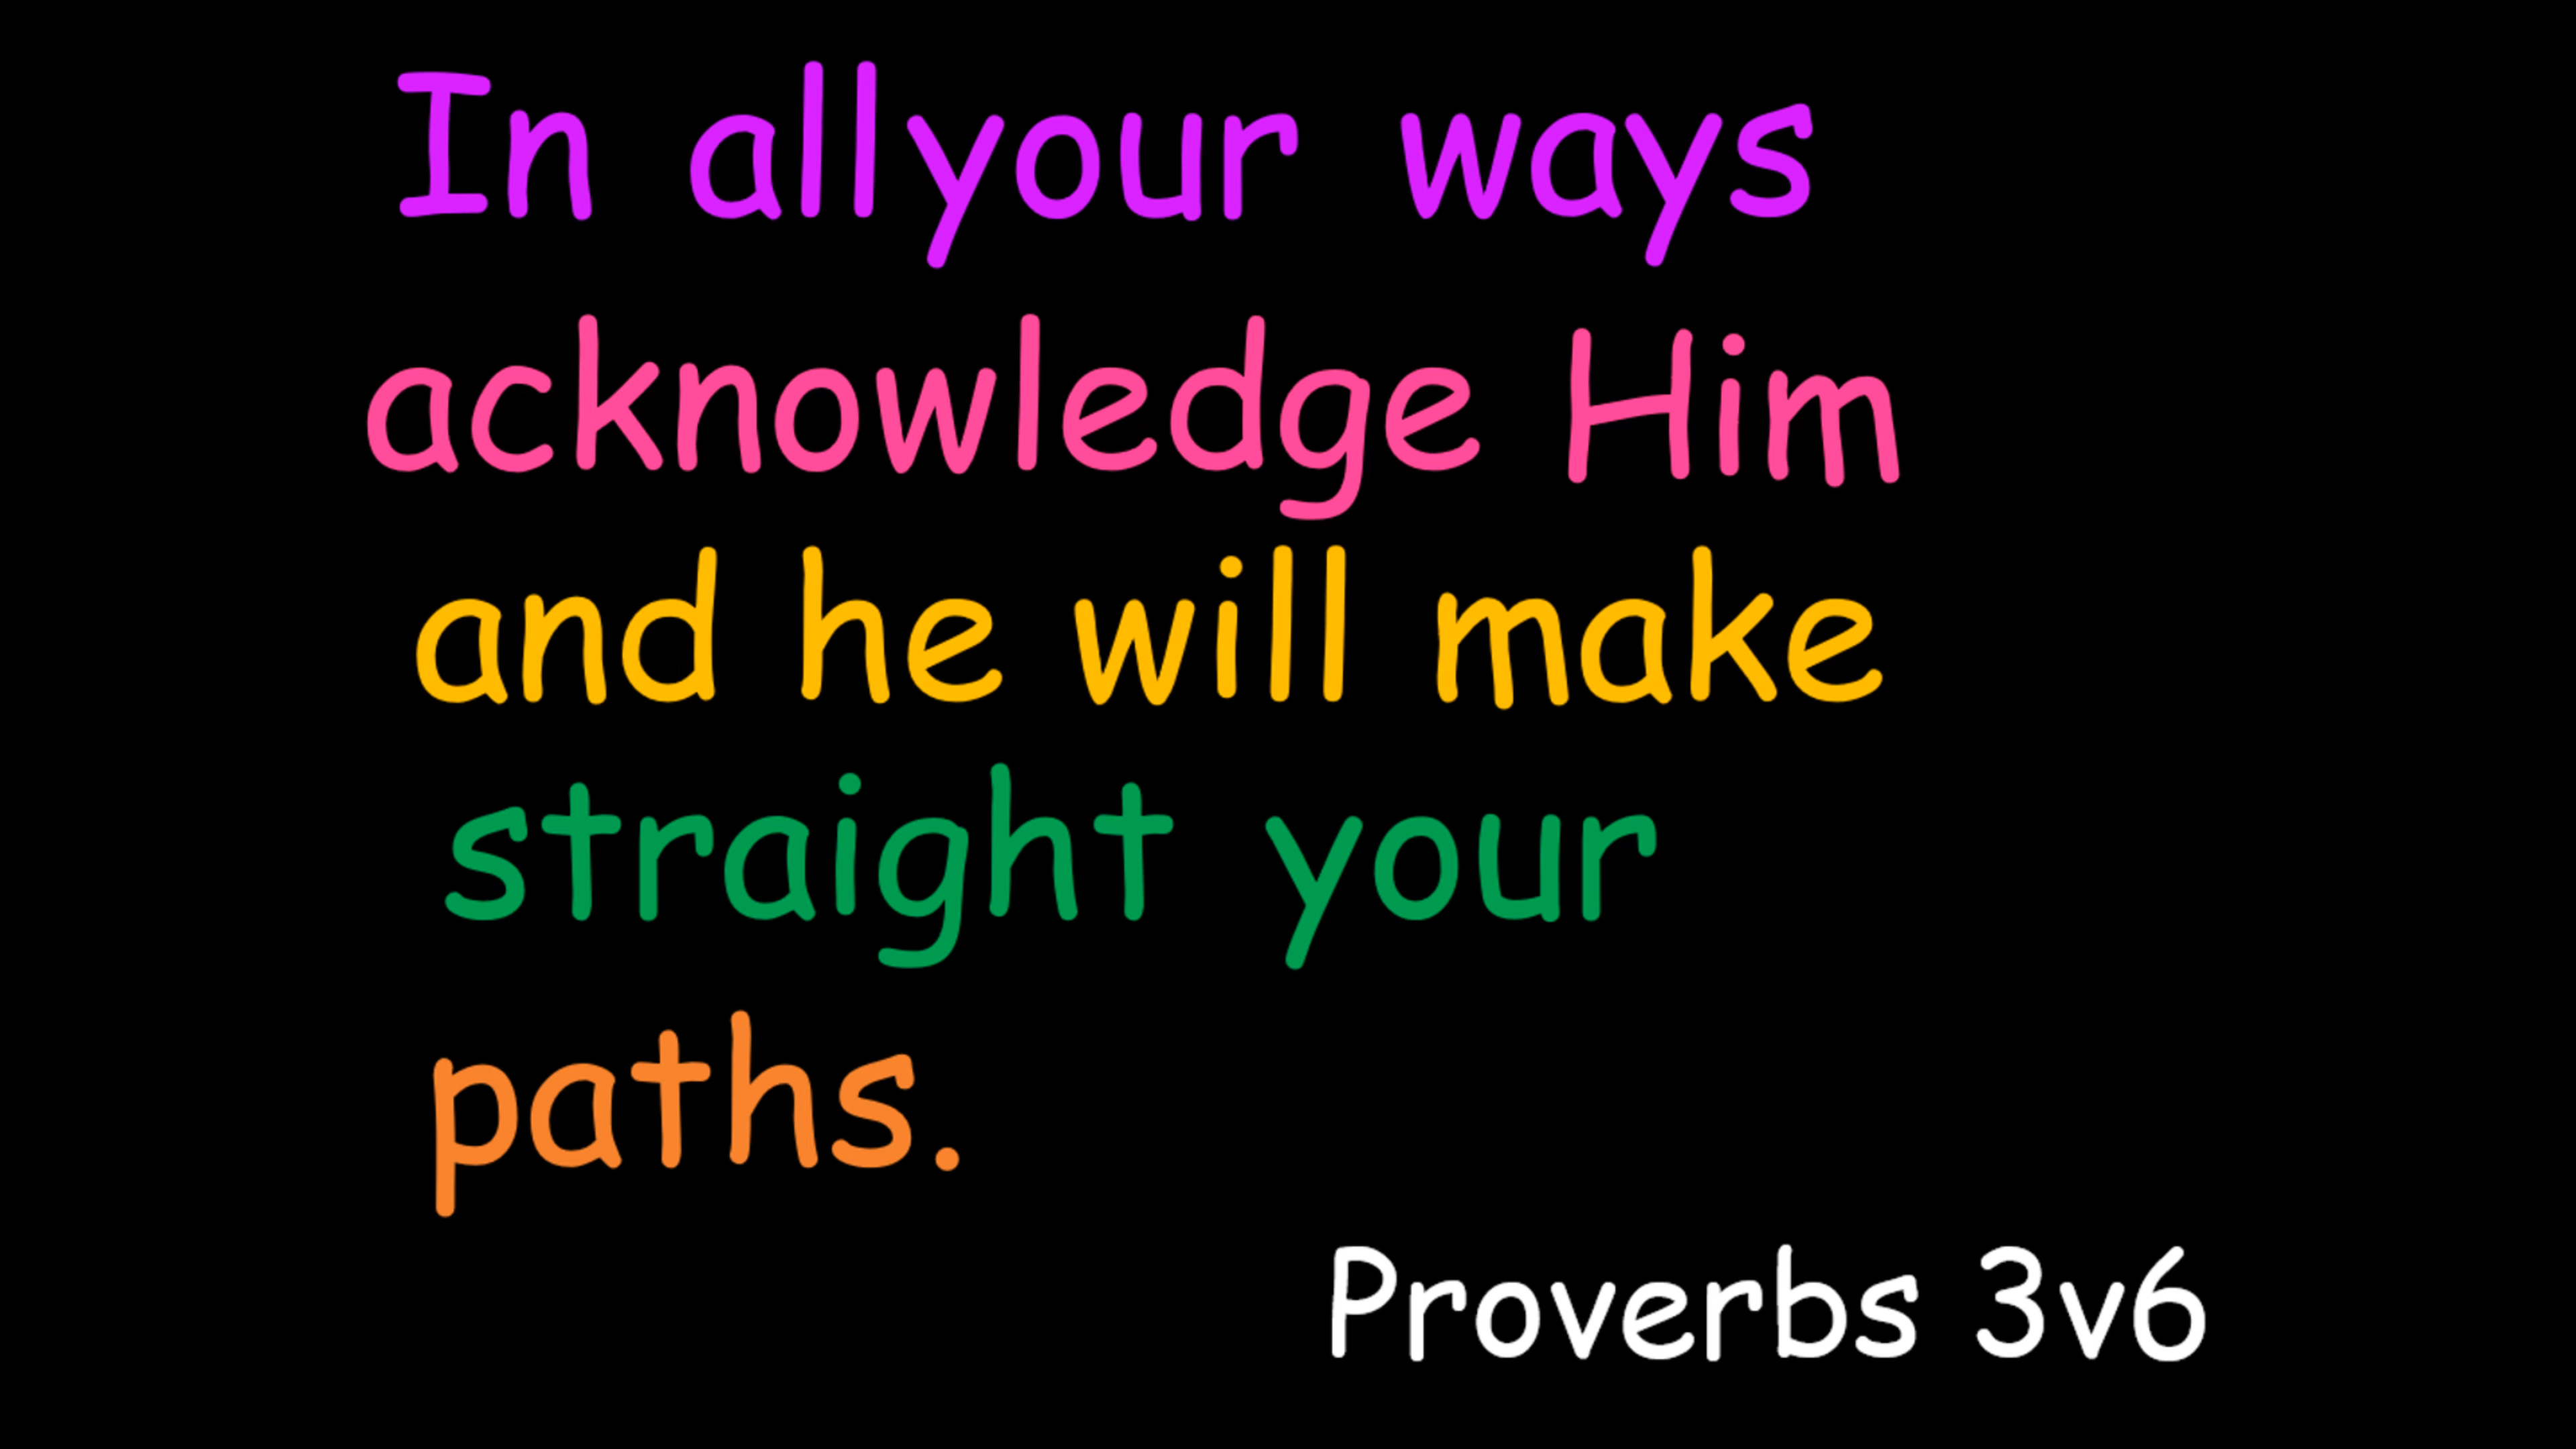 In allyour ways
acknowledge Him
and he will make
straight your
paths.
Proverbs 3v6